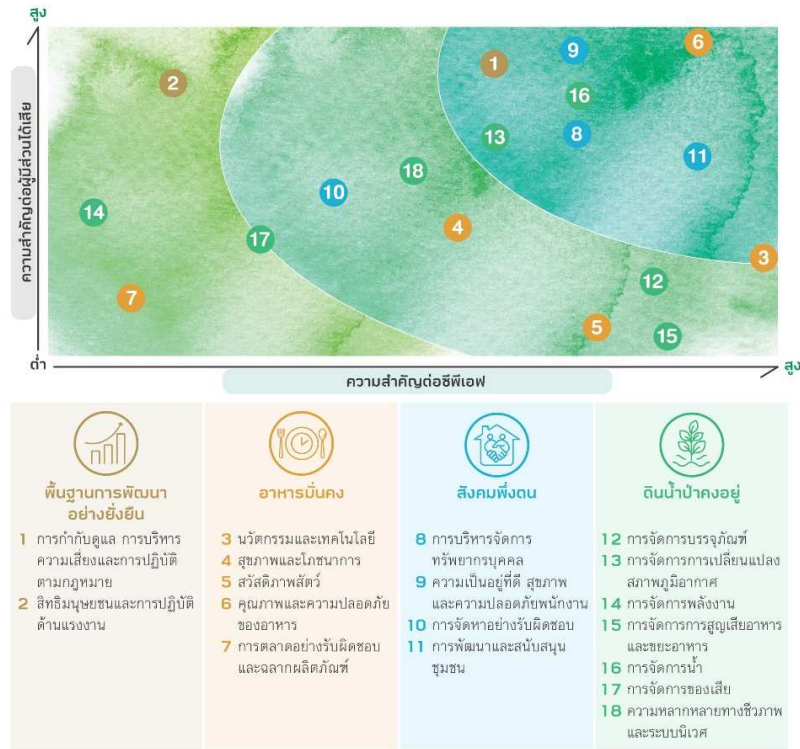 สูง
ความสำคัญต่อผู้มีส่วนได้เสีย
ต่ำ
2
1
9
6
16
13
8
11
18
10
14
4
17
3
12
7
5
15
สูง
ความสำคัญต่อซีพีเอฟ
พื้นฐานการพัฒนา
อย่างยั่งยืน
1 การกำกับดูแล การบริหาร
ความเสี่ยงและการปฏิบัติ
ตามกฎหมาย
2 สิทธิมนุษยชนและการปฏิบัติ
ด้านแรงงาน
อาหารมั่นคง
3 นวัตกรรมและเทคโนโลยี
4 สุขภาพและโภชนาการ
5 สวัสดิภาพสัตว์
6 คุณภาพและความปลอดภัย
ของอาหาร
7 การตลาดอย่างรับผิดชอบ
และฉลากผลิตภัณฑ์
สังคมพึ่งตน
8 การบริหารจัดการ
ทรัพยากรบุคคล
9 ความเป็นอยู่ที่ดี สุขภาพ
และความปลอดภัยพนักงาน
10 การจัดหาอย่างรับผิดชอบ
11 การพัฒนาและสนับสนุน
ชุมชน
ดินน้ำป่าคงอยู่
12 การจัดการบรรจุภัณฑ์
13 การจัดการการเปลี่ยนแปลง
สภาพภูมิอากาศ
14 การจัดการพลังงาน
15 การจัดการการสูญเสียอาหาร
และขยะอาหาร
16 การจัดการน้ำ
17 การจัดการของเสีย
18 ความหลากหลายทางชีวภาพ
และระบบนิเวศ